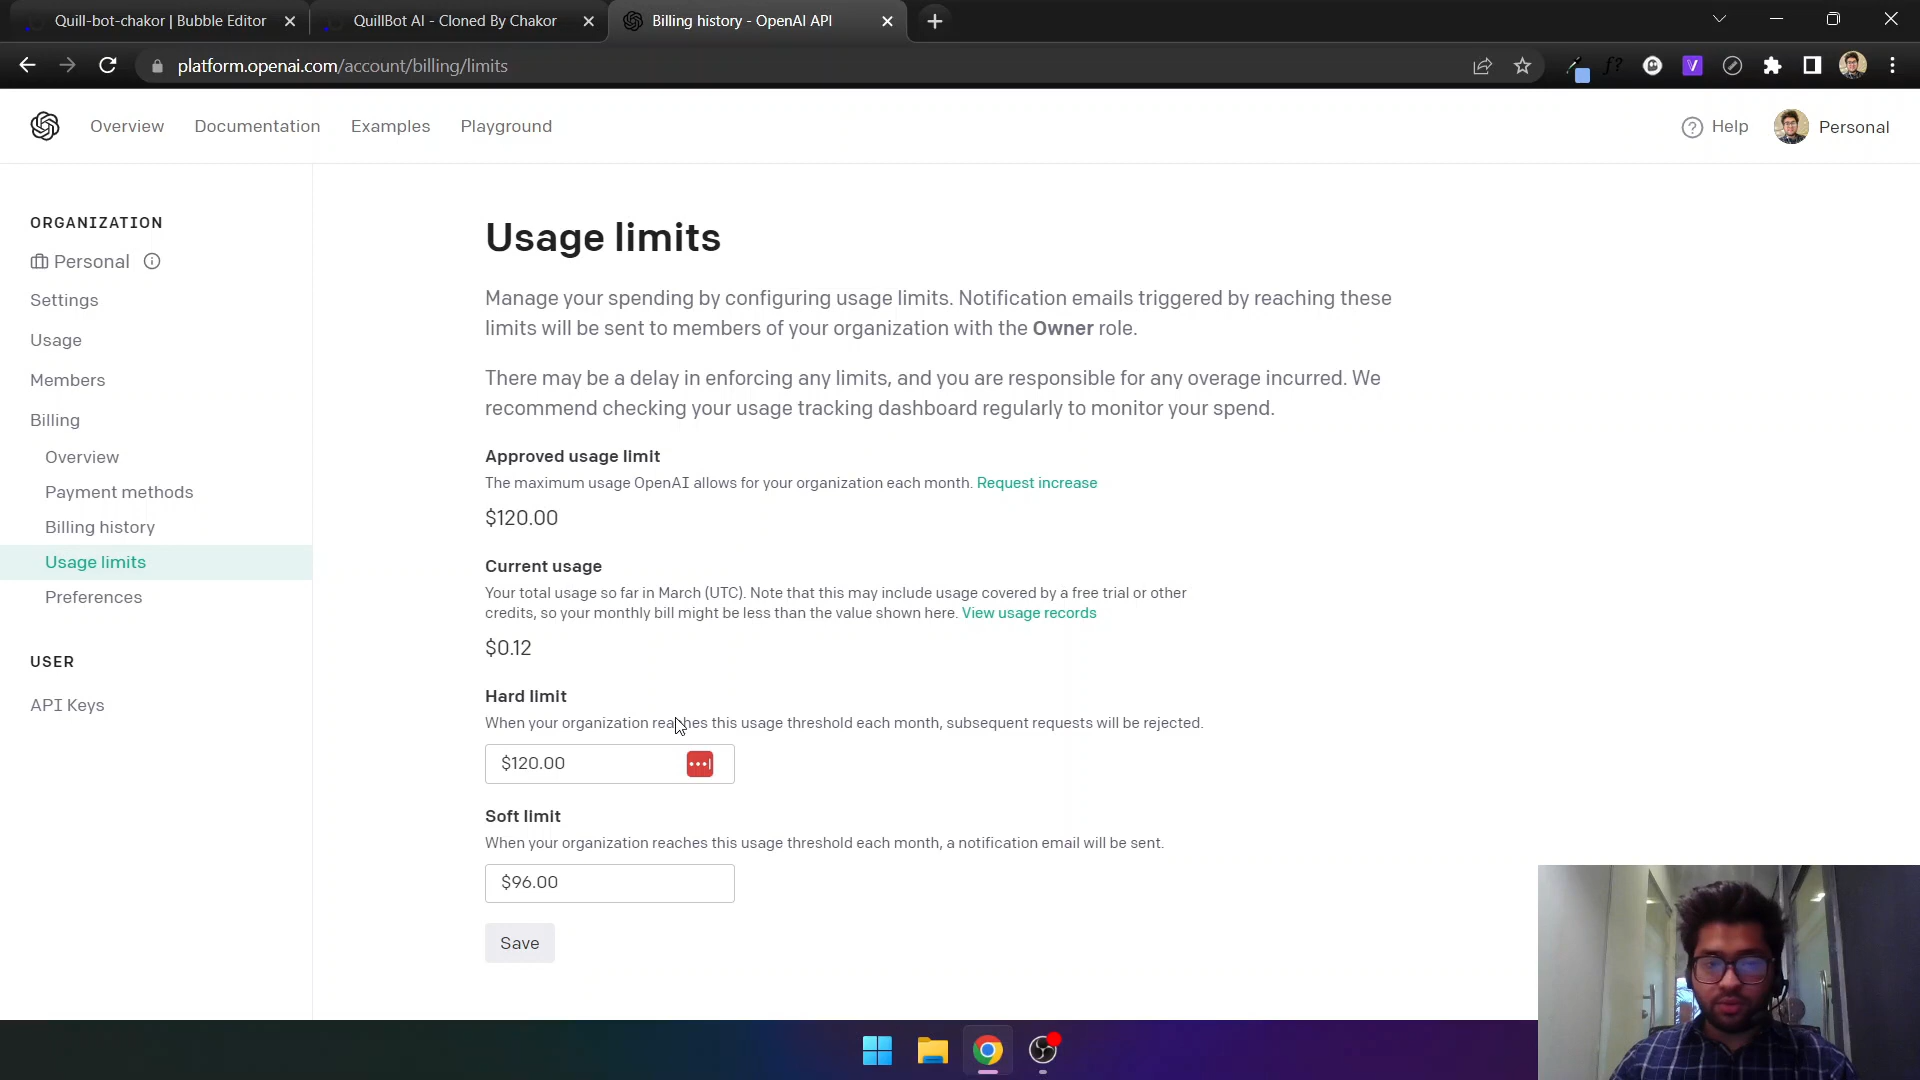 Quill-bot-chakor | Bubble Editor
QuillBot AI - Cloned By Chakor
Billing history - OpenAI API
platform.openai.com/account/billing/limits
Overview
Documentation
Examples
Playground
Help
Personal
ORGANIZATION
Personal
Settings
Usage
Members
Billing
Overview
Payment methods
Billing history
Usage limits
Preferences
USER
API Keys
Usage limits
Manage your spending by configuring usage limits. Notification emails triggered by reaching these
limits will be sent to members of your organization with the Owner role.
There may be a delay in enforcing any limits, and you are responsible for any overage incurred. We
recommend checking your usage tracking dashboard regularly to monitor your spend.
Approved usage limit
The maximum usage OpenAI allows for your organization each month. Request increase
$120.00
Current usage
Your total usage so far in March (UTC). Note that this may include usage covered by a free trial or other
credits, so your monthly bill might be less than the value shown here. View usage records
$0.12
Hard limit
When your organization reaches this usage threshold each month, subsequent requests will be rejected.
$120.00
Soft limit
When your organization reaches this usage threshold each month, a notification email will be sent.
$96.00
Save